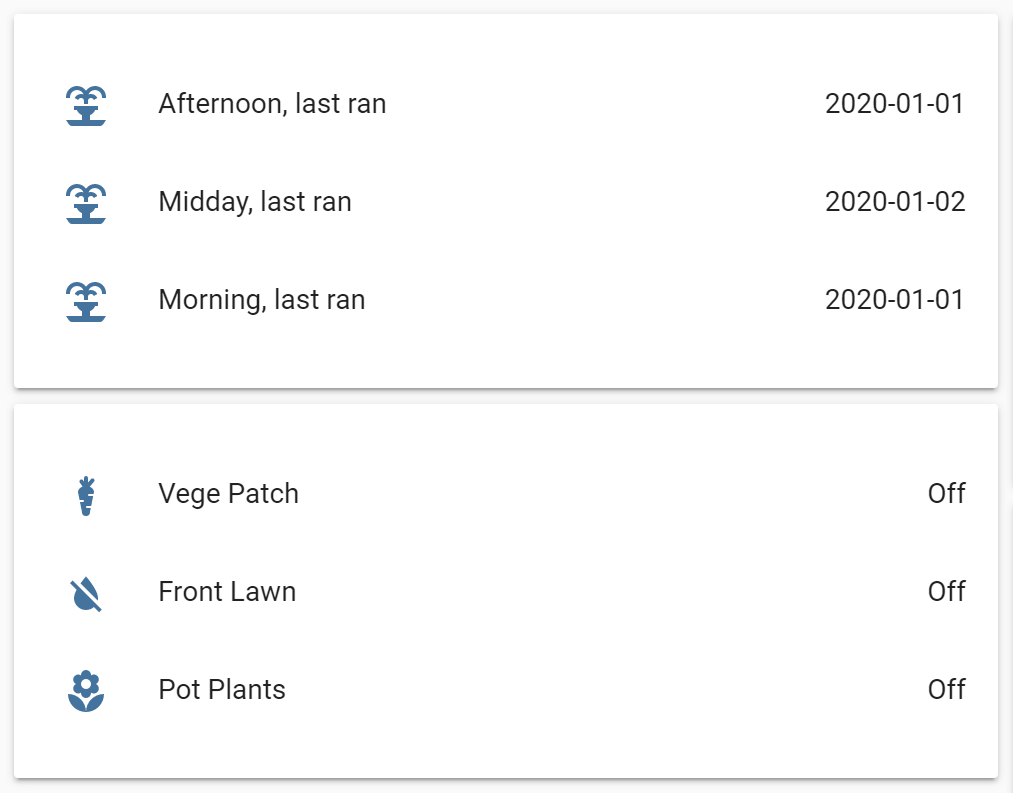 Afternoon, last ran 2020-01-01
Midday, last ran 2020-01-02
Morning, last ran 2020-01-01
Vege Patch Off
Front Lawn Off
Pot Plants Off